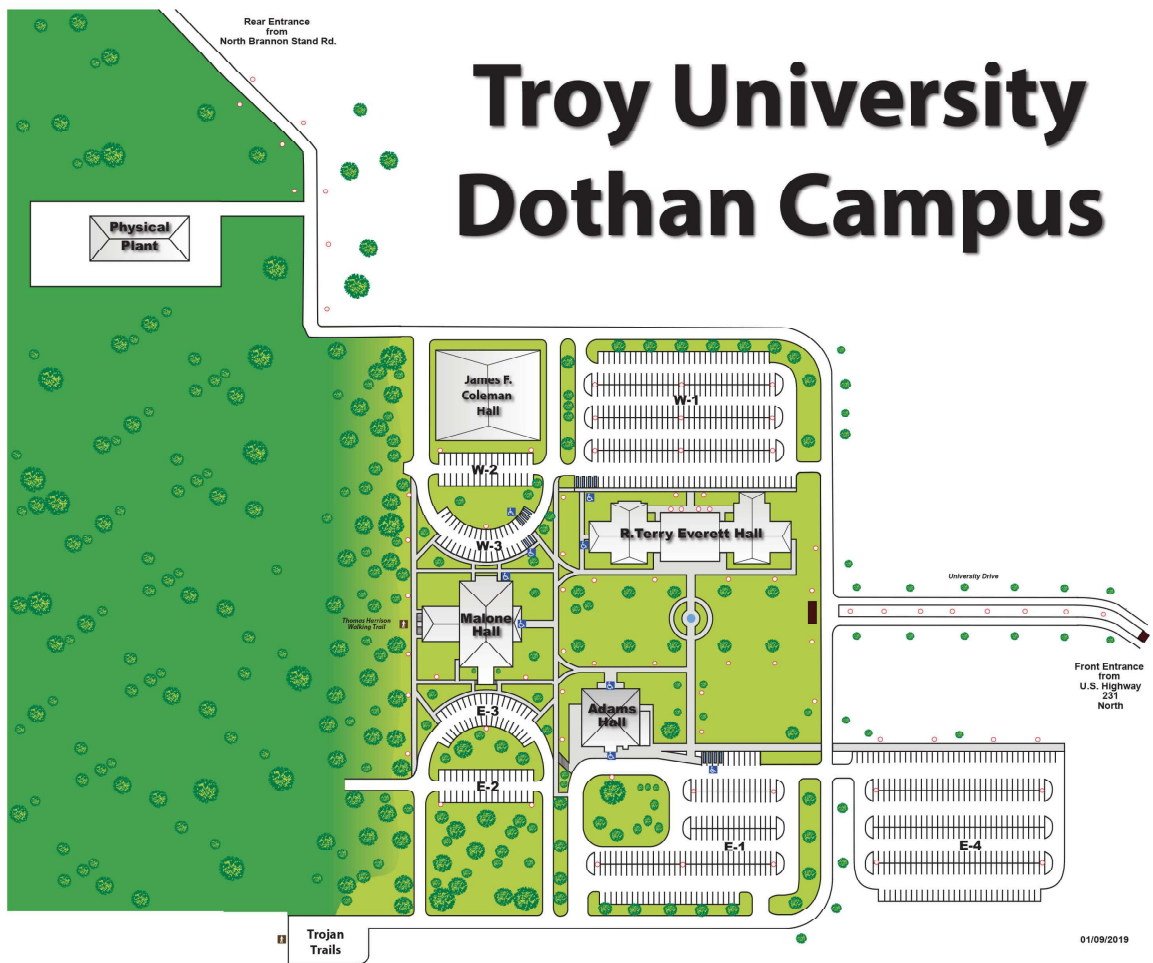 Rear Entrance
from
North Brannon Stand Rd.
Troy University
Dothan Campus
Physical
Plant
James F.
Coleman
Hall
W-1
W-2
R.Terry Everett Hall
W-3
University Drive
Thomas Harrison
Walking Trail
Malone
Hall
Front Entrance
from
U.S. Highway
231
North
Adams
Hall
E-3
E-2
E-1
E-4
Trojan
Trails
01/09/2019